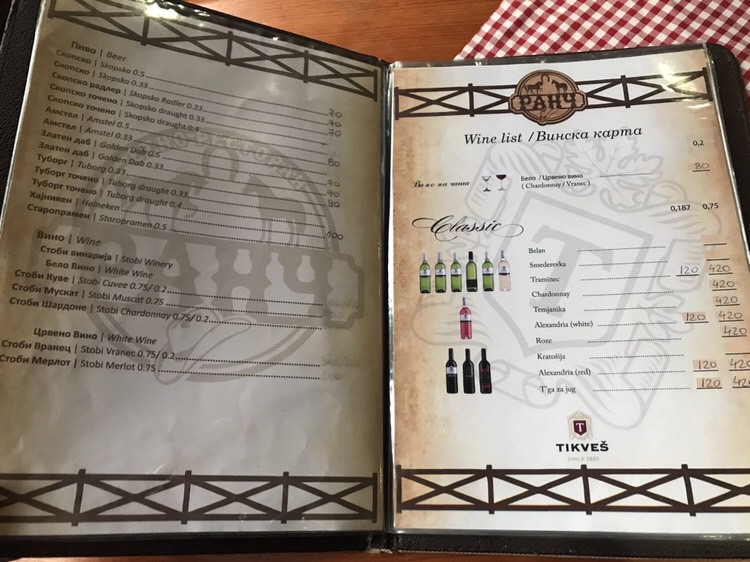 Пиво | Beer
Скопско | Skopsko 0.5
Скопско | Skopsko 0.33
Скопско радлер | Skopsko Radler 0.33
Скопско точено | Skopsko draught 0.33 70
Скопско точено | Skopsko draught 0.4 70
Амстел | Amstel 0.5 70
Амстел | Amstel 0.33
Златен даб | Golden Dab 0.5
Златен даб | Golden Dab 0.33 80
Туборг | Tuborg 0.33
Туборг точено | Tuborg draught 0.33
Туборг точено | Tuborg draught 0.4
Хајникен | Heineken 90
Старопрамен | Staropramen 0.5 100
Вино | Wine
Стоби винарија | Stobi Winery
Бело Вино | White Wine
Стоби Куве | Stobi Cuvee 0.75/ 0.2
Стоби Мускат | Stobi Muscat 0.75
Стоби Шардоне | Stobi Chardonnay 0.75/ 0.2
Црвено Вино | White Wine
Стоби Вранец | Stobi Vranec 0.75/ 0.2
Стоби Мерлот | Stobi Merlot 0.75
РАНЧ
РАНЧ
Wine list / Винска карта
0,2
Вино на чаши
Бело / Црвено вино
( Chardonnay / Vranec ) 80
0,187 0,75
Classic
Belan
Smederevka
Traminec 120 420
Chardonnay 420
Temjanika 420
Alexandria (white) 120 420
Roze 420
Kratošija
Alexandria (red) 120 420
T'ga za jug 120
T
TIKVEŠ
SINCE 1885